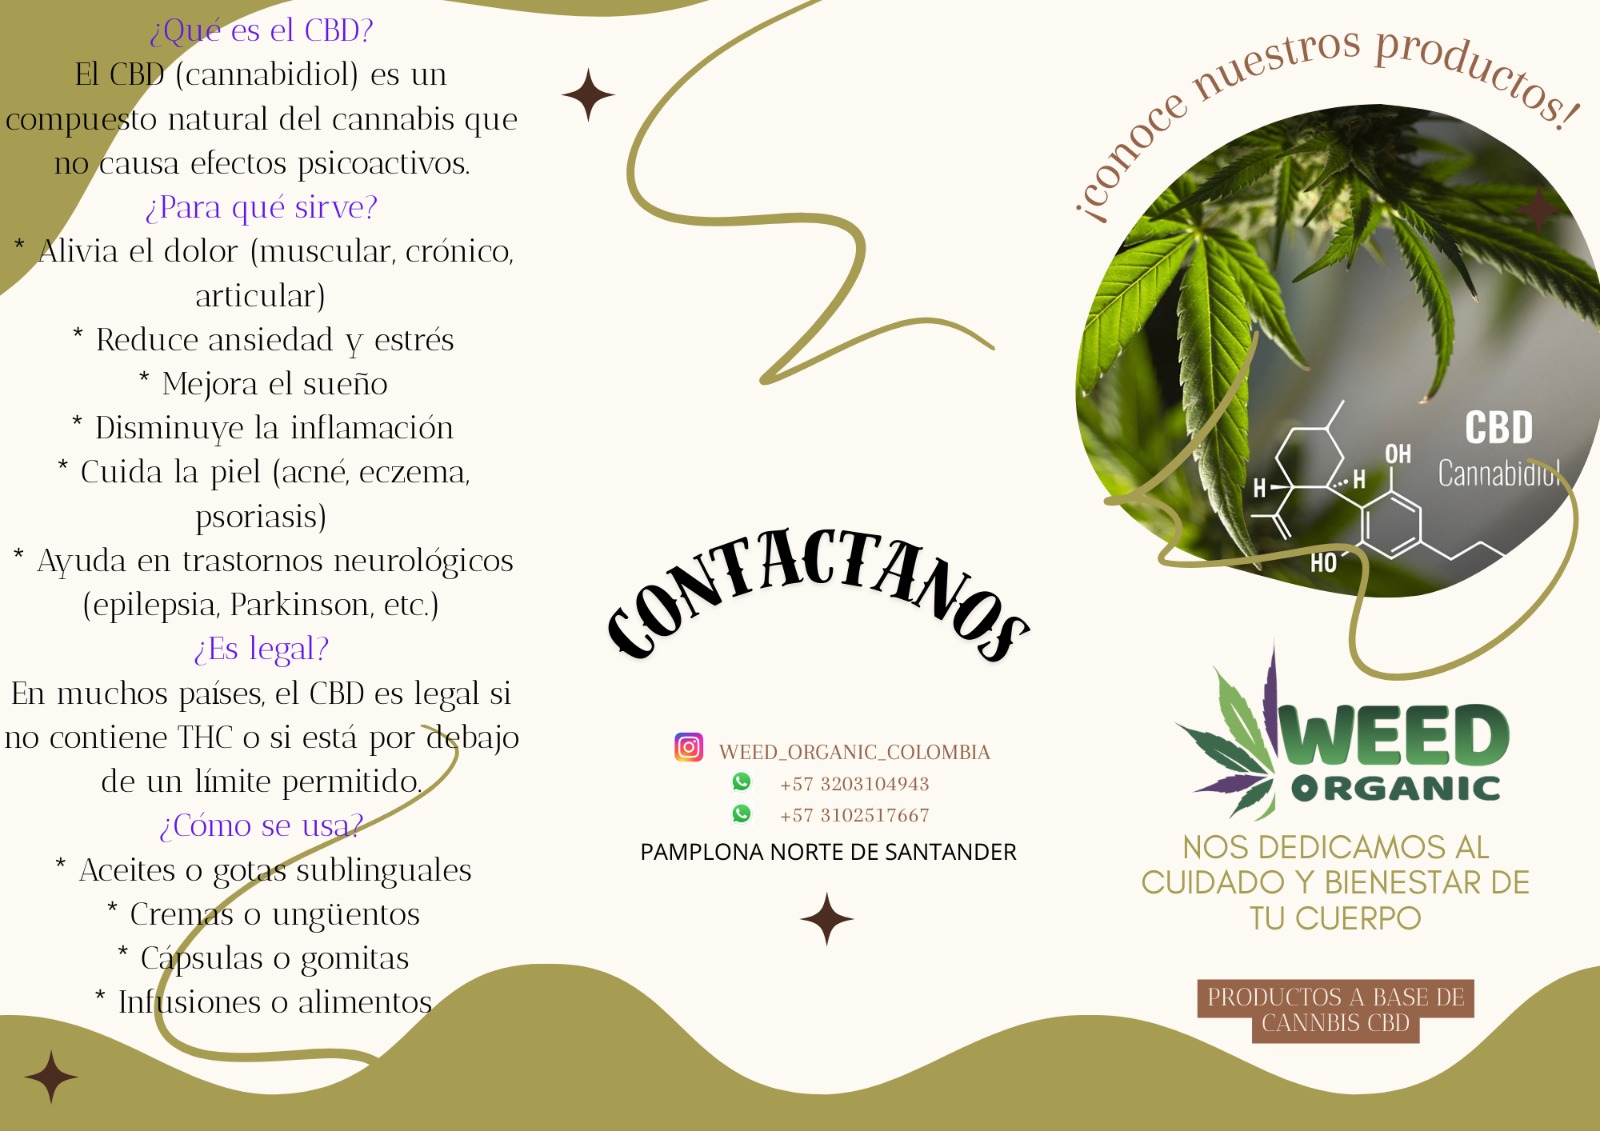 ¿Qué es el CBD?
El CBD (cannabidiol) es un
compuesto natural del cannabis que
no causa efectos psicoactivos.
¿Para qué sirve?
* Alivia el dolor (muscular, crónico,
articular)
* Reduce ansiedad y estrés
* Mejora el sueño
* Disminuye la inflamación
* Cuida la piel (acné, eczema,
psoriasis)
* Ayuda en trastornos neurológicos
(epilepsia, Parkinson, etc.)
¿Es legal?
En muchos países, el CBD es legal si
no contiene THC o si está por debajo
de un límite permitido.
¿Cómo se usa?
* Aceites o gotas sublinguales
* Cremas o ungüentos
* Cápsulas o gomitas
* Infusiones o alimentos
CONTACTANOS
WEED_ORGANIC_COLOMBIA
+57 3203104943
+57 3102517667
PAMPLONA NORTE DE SANTANDER
¡conoce nuestros productos!
CBD
Cannabidiol
OH
H
H
HO
WEED
ORGANIC
NOS DEDICAMOS AL
CUIDADO Y BIENESTAR DE
TU CUERPO
PRODUCTOS A BASE DE
CANNBIS CBD